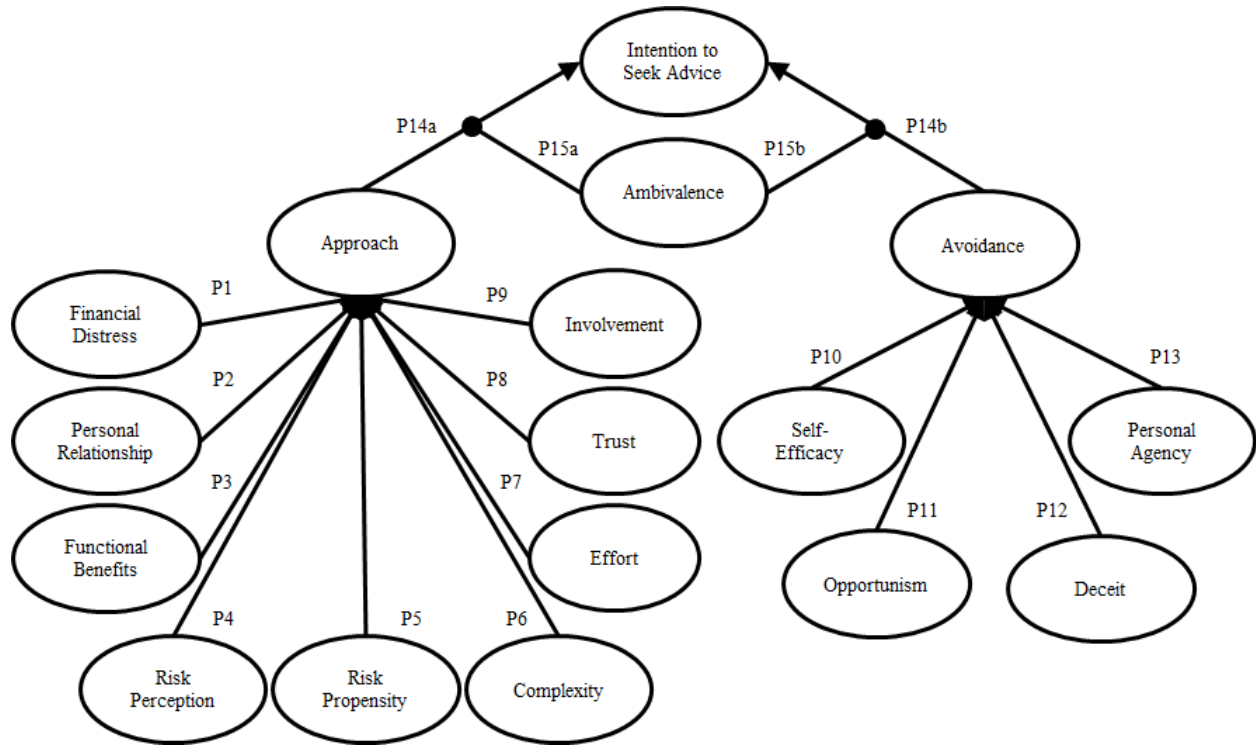 Intention to
Seek Advice
P14a
P14b
P15a
P15b
Ambivalence
Approach
Avoidance
P1
P9
Financial
Distress
Involvement
P10
P13
P2
P8
Personal
Relationship
Trust
Self-
Efficacy
Personal
Agency
P3
P7
P11
P12
Functional
Benefits
Effort
Opportunism
Deceit
P4
P5
P6
Risk
Perception
Risk
Propensity
Complexity